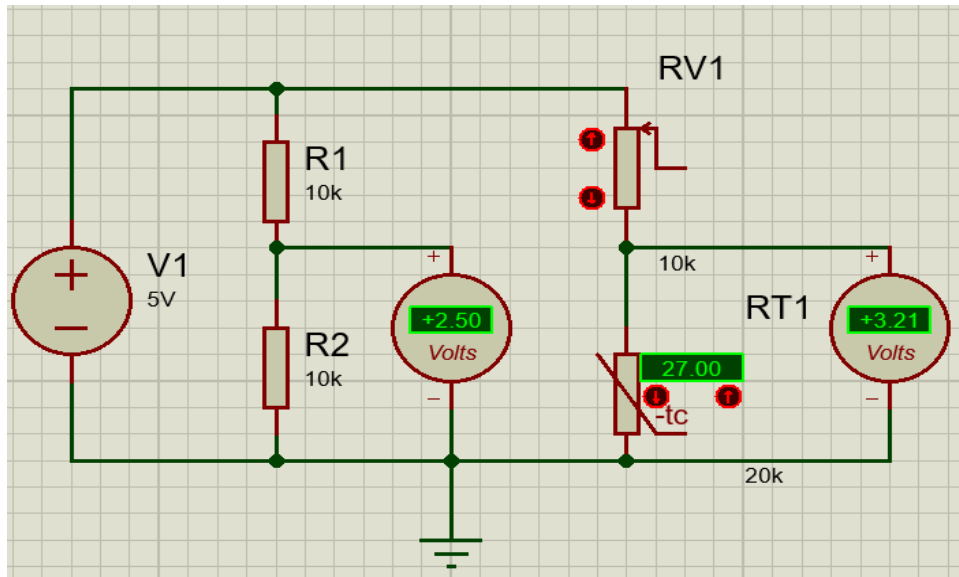 RV1
R1
10k
V1
5V
+
+2.50
Volts
−
R2
10k
10k
RT1
+
+3.21
Volts
−
27.00
-tc
20k